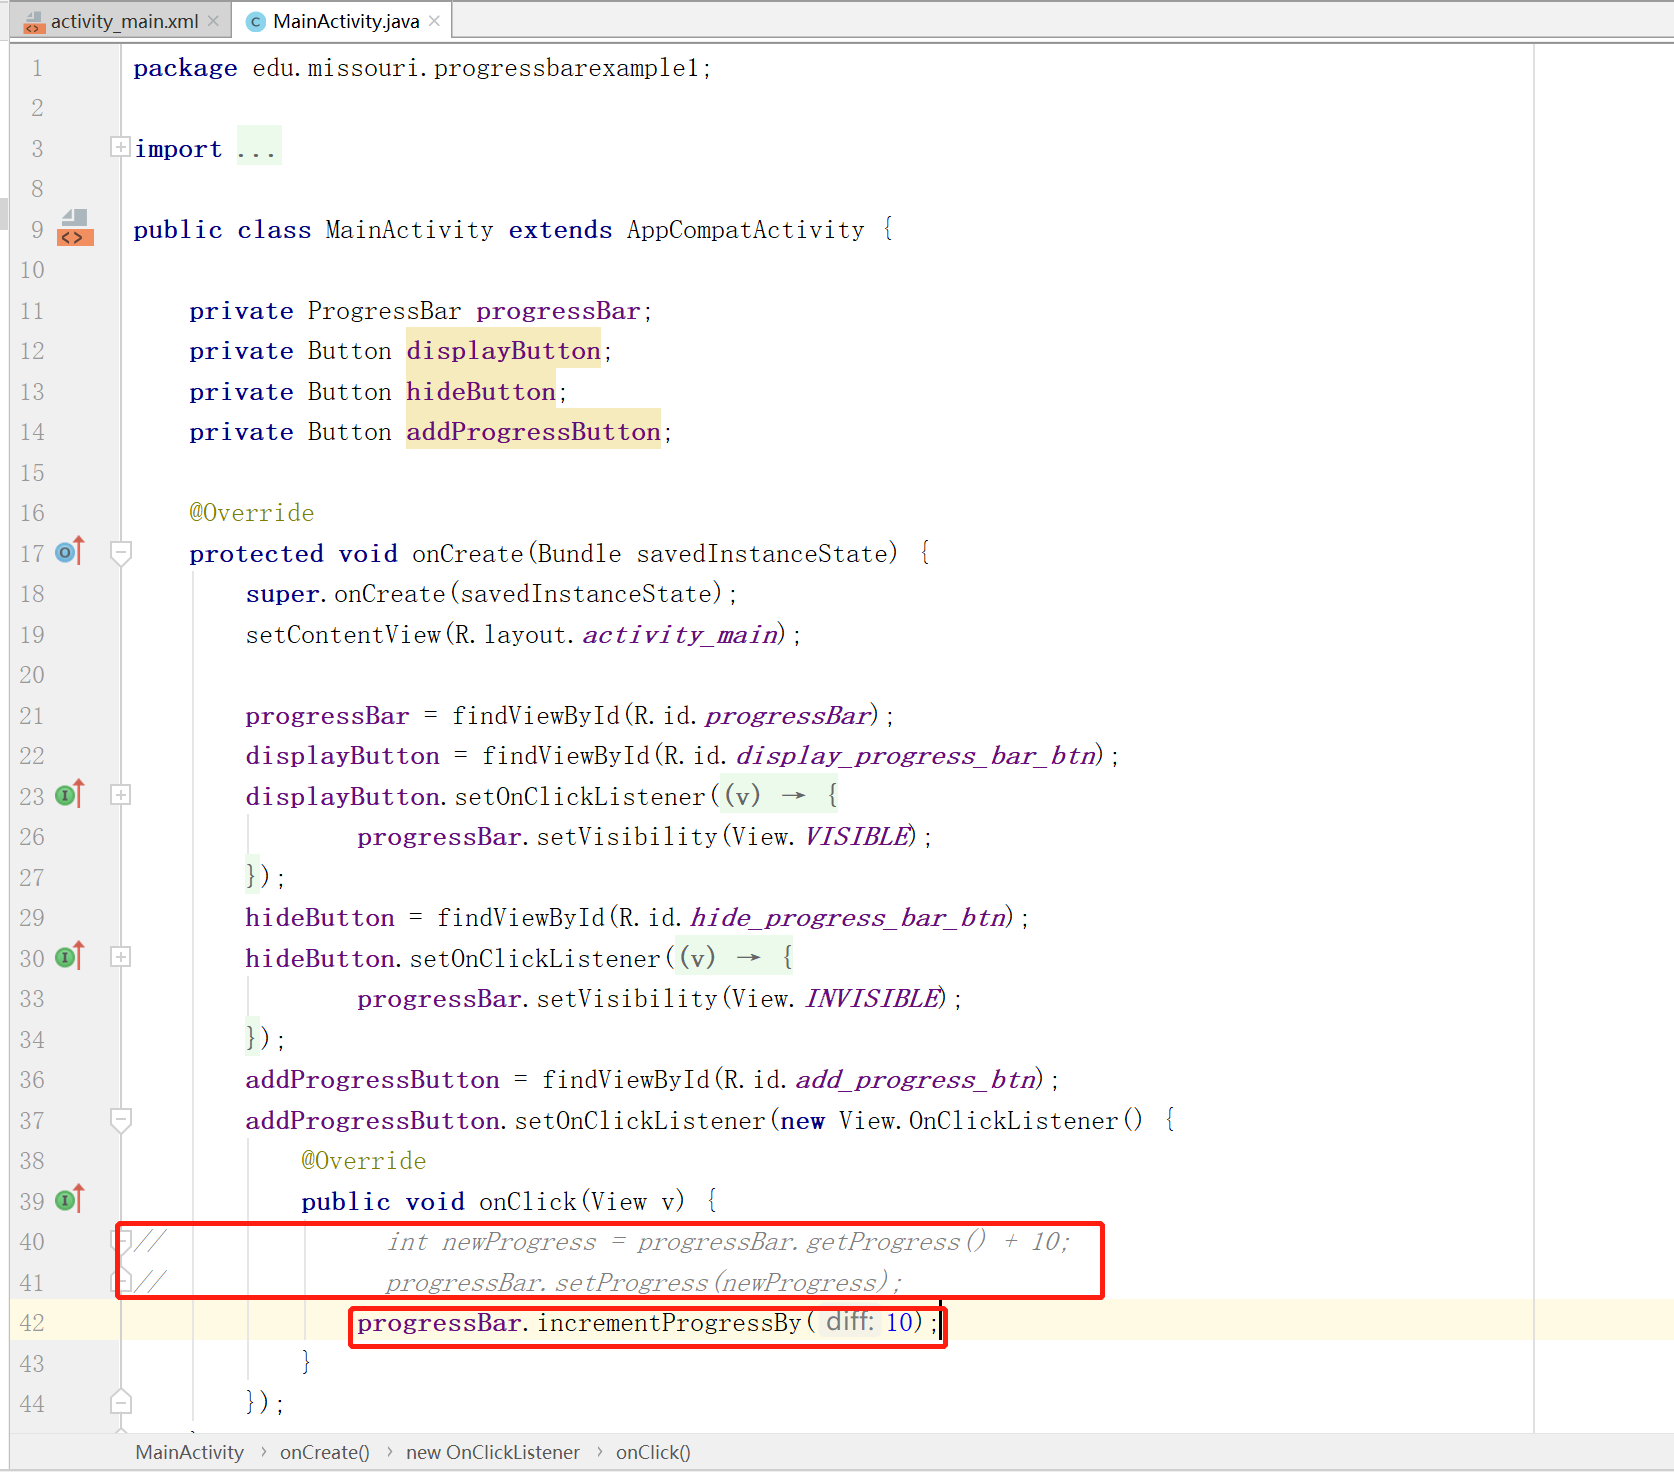 activity_main.xml MainActivity.java
1 package edu.missouri.progressbarexample1;
2
3 import ...
8
9 public class MainActivity extends AppCompatActivity {
10
11 private ProgressBar progressBar;
12 private Button displayButton;
13 private Button hideButton;
14 private Button addProgressButton;
15
16 @Override
17 protected void onCreate(Bundle savedInstanceState) {
18 super.onCreate(savedInstanceState);
19 setContentView(R.layout.activity_main);
20
21 progressBar = findViewById(R.id.progressBar);
22 displayButton = findViewById(R.id.display_progress_bar_btn);
23 displayButton.setOnClickListener((v) → {
26 progressBar.setVisibility(View.VISIBLE);
27 });
29 hideButton = findViewById(R.id.hide_progress_bar_btn);
30 hideButton.setOnClickListener((v) → {
33 progressBar.setVisibility(View.INVISIBLE);
34 });
36 addProgressButton = findViewById(R.id.add_progress_btn);
37 addProgressButton.setOnClickListener(new View.OnClickListener() {
38 @Override
39 public void onClick(View v) {
40 // int newProgress = progressBar.getProgress() + 10;
41 // progressBar.setProgress(newProgress);
42 progressBar.incrementProgressBy( diff: 10);
43 }
44 });
MainActivity › onCreate() › new OnClickListener › onClick()